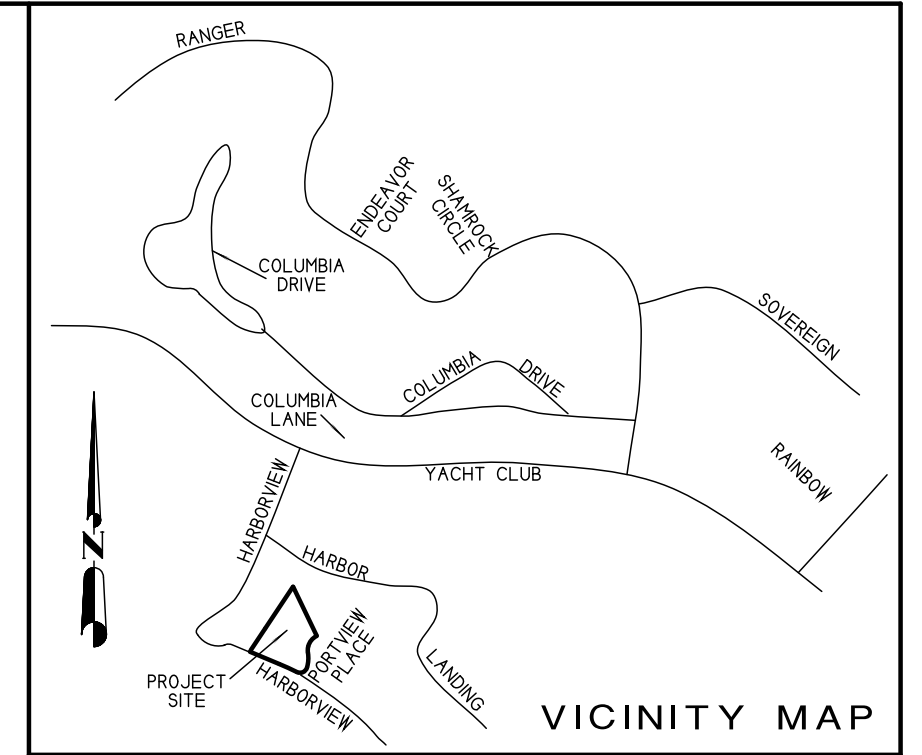 RANGER
ENDEAVOR
COURT
SHAMROCK
CIRCLE
COLUMBIA
DRIVE
SOVEREIGN
COLUMBIA
DRIVE
COLUMBIA
LANE
YACHT CLUB
RAINBOW
HARBORVIEW
N
HARBOR
PORTVIEW
PLACE
LANDING
PROJECT
SITE
HARBORVIEW
VICINITY MAP